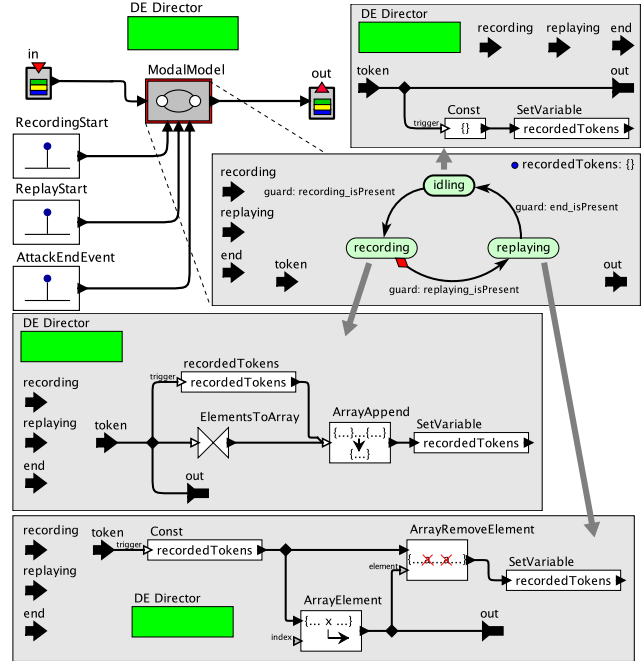 DE Director
in
ModalModel
out
RecordingStart
ReplayStart
AttackEndEvent
DE Director
recording
replaying
end
token
out
trigger
Const
{}
SetVariable
recordedTokens
recording
replaying
end
token
recordedTokens: {}
guard: recording_isPresent
idling
guard: end_isPresent
recording
replaying
guard: replaying_isPresent
out
DE Director
recording
replaying
end
token
trigger
recordedTokens
recordedTokens
ElementsToArray
ArrayAppend
{...}...{...}
{...}
SetVariable
recordedTokens
out
recording
replaying
end
token
trigger
Const
recordedTokens
DE Director
ArrayRemoveElement
{...a...a...}
element
SetVariable
recordedTokens
ArrayElement
{... x ...}
index
out